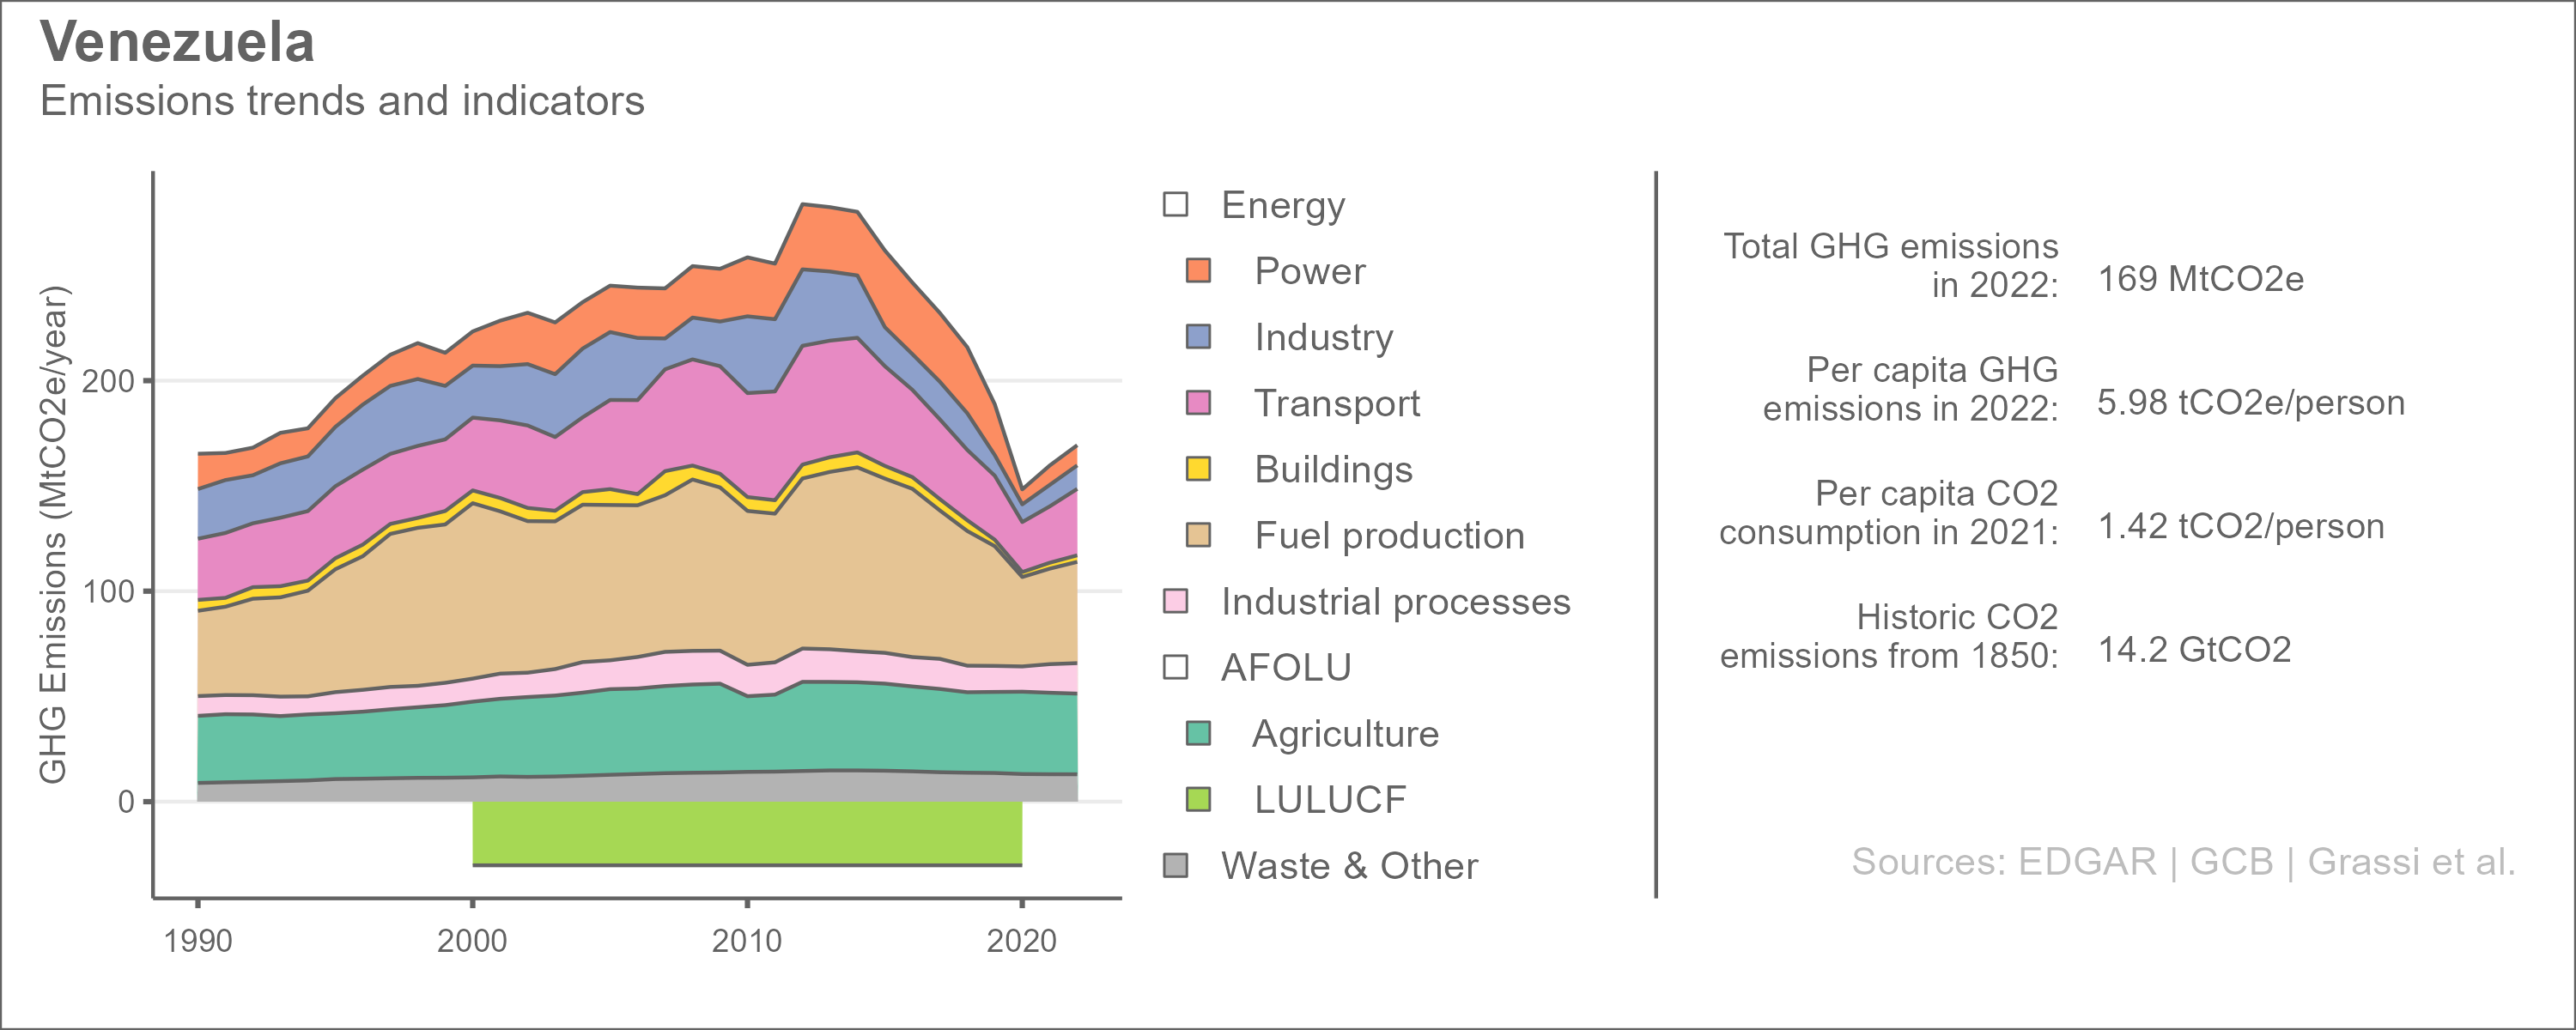 Venezuela
Emissions trends and indicators
GHG Emissions (MtCO2e/year)
200
100
0
1990
2000
2010
2020
Energy
Power
Industry
Transport
Buildings
Fuel production
Industrial processes
AFOLU
Agriculture
LULUCF
Waste & Other
Total GHG emissions
in 2022:
169 MtCO2e
Per capita GHG
emissions in 2022:
5.98 tCO2e/person
Per capita CO2
consumption in 2021:
1.42 tCO2/person
Historic CO2
emissions from 1850:
14.2 GtCO2
Sources: EDGAR | GCB | Grassi et al.